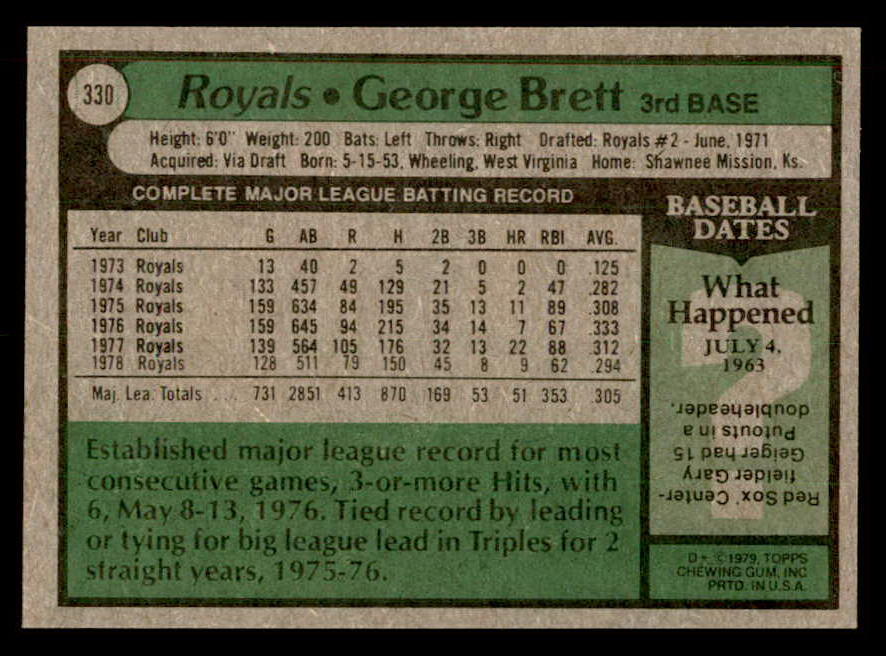 330
Royals • George Brett 3rd BASE
Height: 6'0" Weight: 200 Bats: Left Throws: Right Drafted: Royals #2 - June, 1971
Acquired: Via Draft Born: 5-15-53, Wheeling, West Virginia Home: Shawnee Mission, Ks.
COMPLETE MAJOR LEAGUE BATTING RECORD
Year Club G AB R H 2B 3B HR RBI AVG.
1973 Royals 13 40 2 5 2 0 0 0 .125
1974 Royals 133 457 49 129 21 5 2 47 .282
1975 Royals 159 634 84 195 35 13 11 89 .308
1976 Royals 159 645 94 215 34 14 7 67 .333
1977 Royals 139 564 105 176 32 13 22 88 .312
1978 Royals 128 511 79 150 45 8 9 62 .294
Maj. Lea. Totals . . . 731 2851 413 870 169 53 51 353 .305
Established major league record for most
consecutive games, 3-or-more Hits, with
6, May 8-13, 1976. Tied record by leading
or tying for big league lead in Triples for 2
straight years, 1975-76.
BASEBALL
DATES
What
Happened
JULY 4,
1963
Red Sox' Center-
fielder Gary
Geiger had 15
Putouts in a
doubleheader.
D* © 1979, TOPPS
CHEWING GUM, INC
PRTD. IN U.S.A.